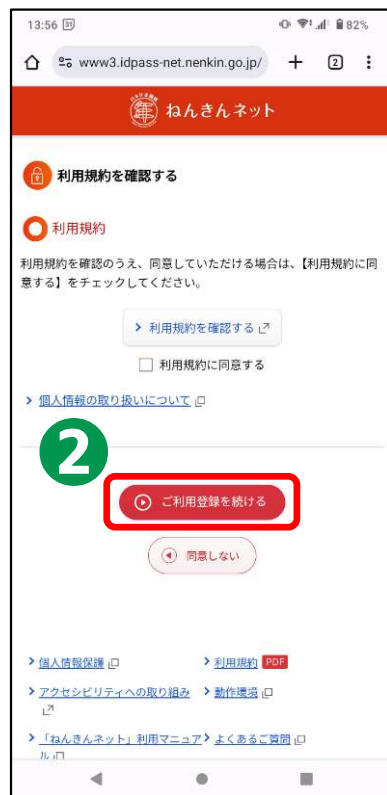 13:56 31 82%
www3.idpass-net.nenkin.go.jp/ 2
ねんきんネット
利用規約を確認する
利用規約
利用規約を確認のうえ、同意していただける場合は、【利用規約に同
意する】をチェックしてください。
利用規約を確認する
利用規約に同意する
個人情報の取り扱いについて
2
ご利用登録を続ける
同意しない
個人情報保護 利用規約 PDF
アクセシビリティへの取り組み 動作環境
「ねんきんネット」利用マニュア よくあるご質問
ル